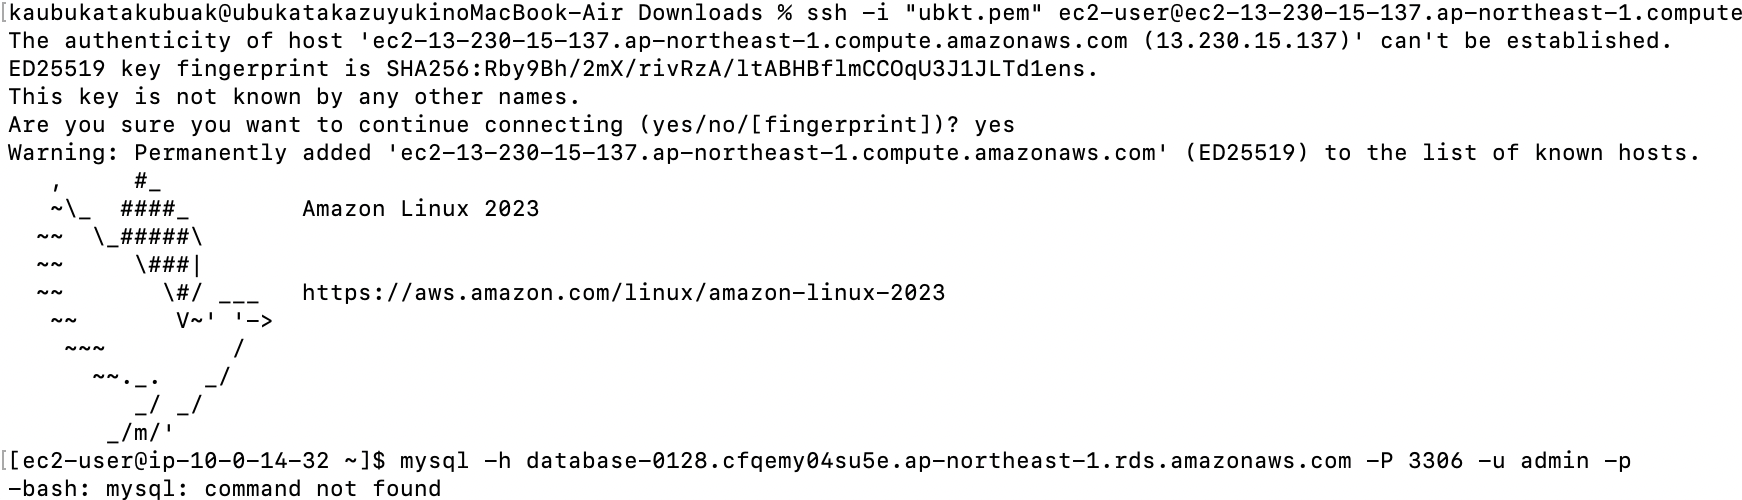 [kaubukatakubuak@ubukatakazuyukinoMacBook-Air Downloads % ssh -i "ubkt.pem" ec2-user@ec2-13-230-15-137.ap-northeast-1.compute
The authenticity of host 'ec2-13-230-15-137.ap-northeast-1.compute.amazonaws.com (13.230.15.137)' can't be established.
ED25519 key fingerprint is SHA256:Rby9Bh/2mX/rivRzA/ltABHBflmCCOqU3J1JLTd1ens.
This key is not known by any other names.
Are you sure you want to continue connecting (yes/no/[fingerprint])? yes
Warning: Permanently added 'ec2-13-230-15-137.ap-northeast-1.compute.amazonaws.com' (ED25519) to the list of known hosts.
   ,     #_
   ~\_  ####_        Amazon Linux 2023
  ~~  \_#####\
  ~~     \###|
  ~~       \#/ ___   https://aws.amazon.com/linux/amazon-linux-2023
   ~~       V~' '->
    ~~~         /
      ~~._.   _/
         _/ _/
       _/m/'
[[ec2-user@ip-10-0-14-32 ~]$ mysql -h database-0128.cfqemy04su5e.ap-northeast-1.rds.amazonaws.com -P 3306 -u admin -p
-bash: mysql: command not found